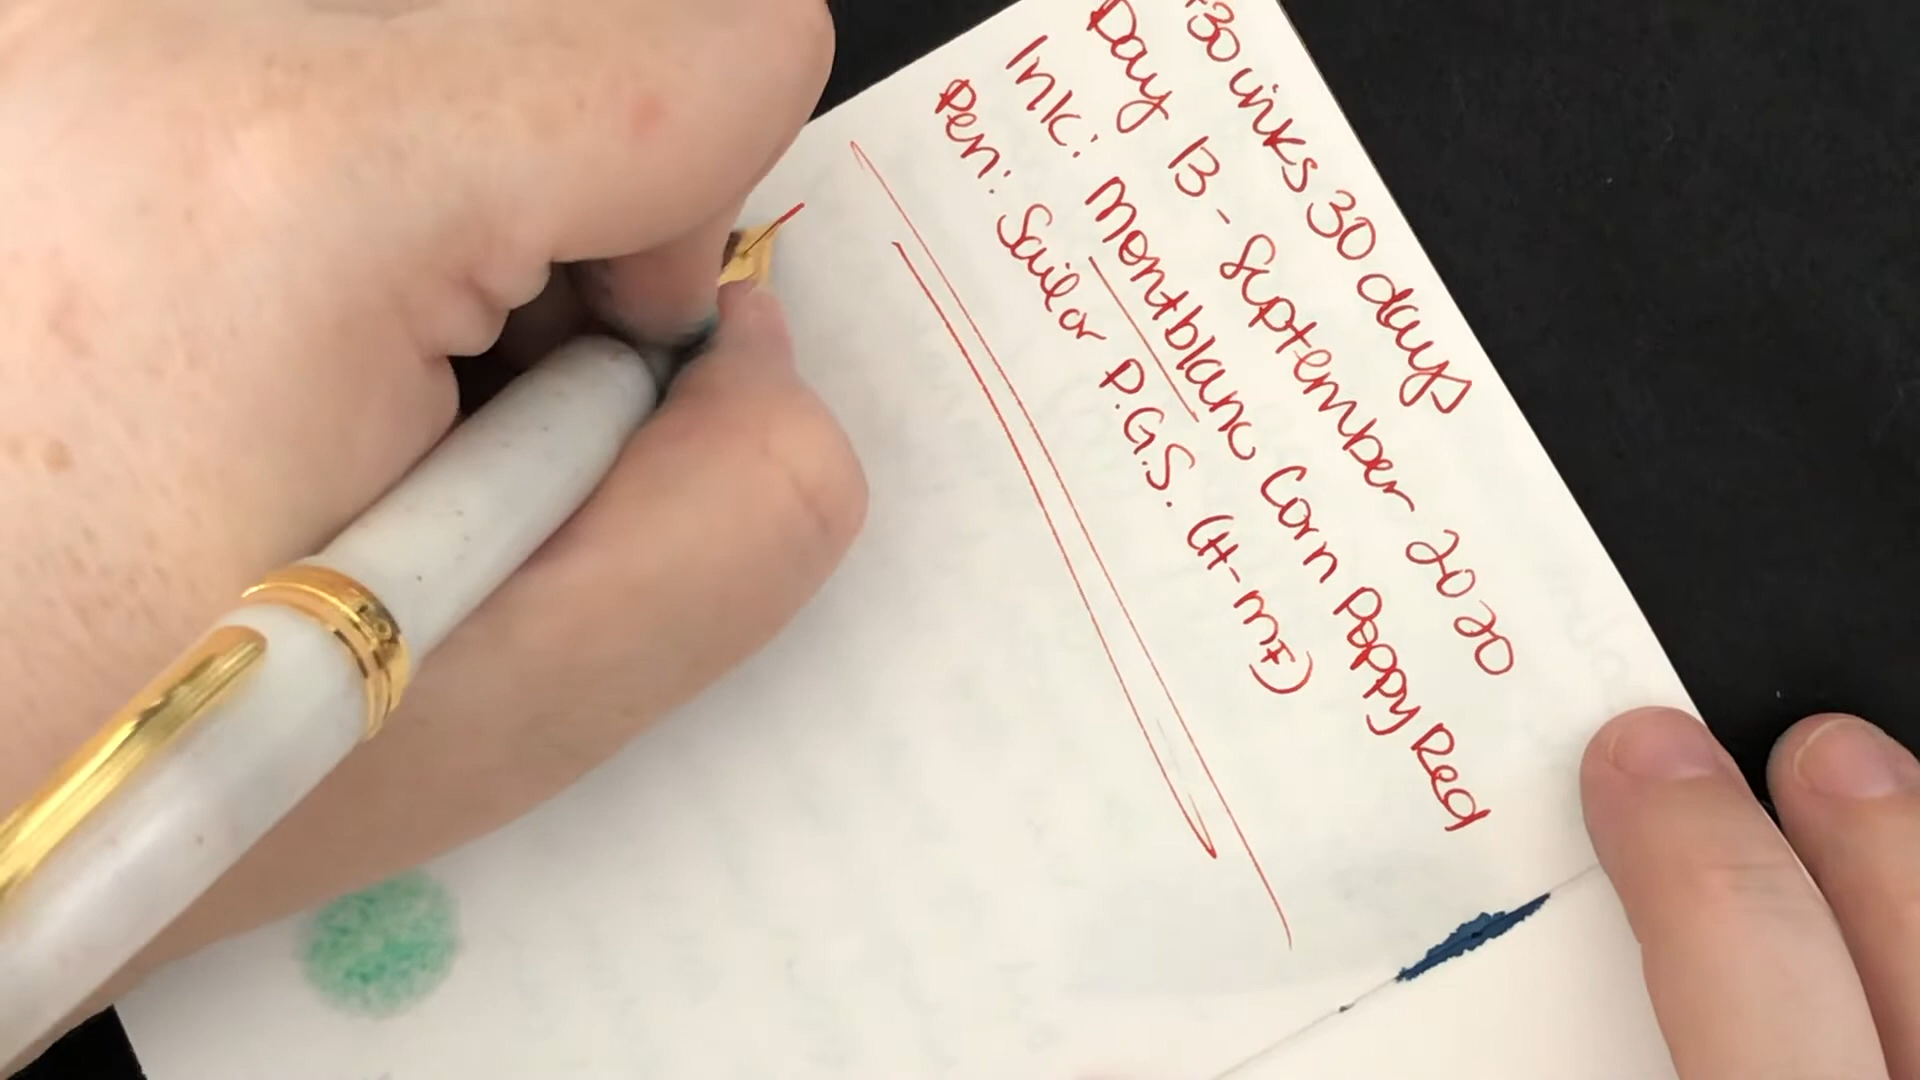 30 inks 30 days
Day 13 - September 2020
Ink: Montblanc Corn Poppy Red
Pen: Sailor P.G.S. (H-MF)